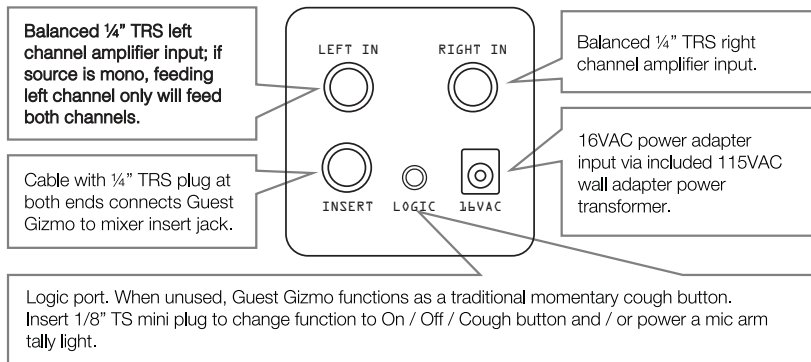 Balanced ¼” TRS left
channel amplifier input; if
source is mono, feeding
left channel only will feed
both channels.
LEFT IN
RIGHT IN
Balanced ¼” TRS right
channel amplifier input.
Cable with ¼” TRS plug at
both ends connects Guest
Gizmo to mixer insert jack.
INSERT
LOGIC
16VAC
16VAC power adapter
input via included 115VAC
wall adapter power
transformer.
Logic port. When unused, Guest Gizmo functions as a traditional momentary cough button.
Insert 1/8” TS mini plug to change function to On / Off / Cough button and / or power a mic arm
tally light.